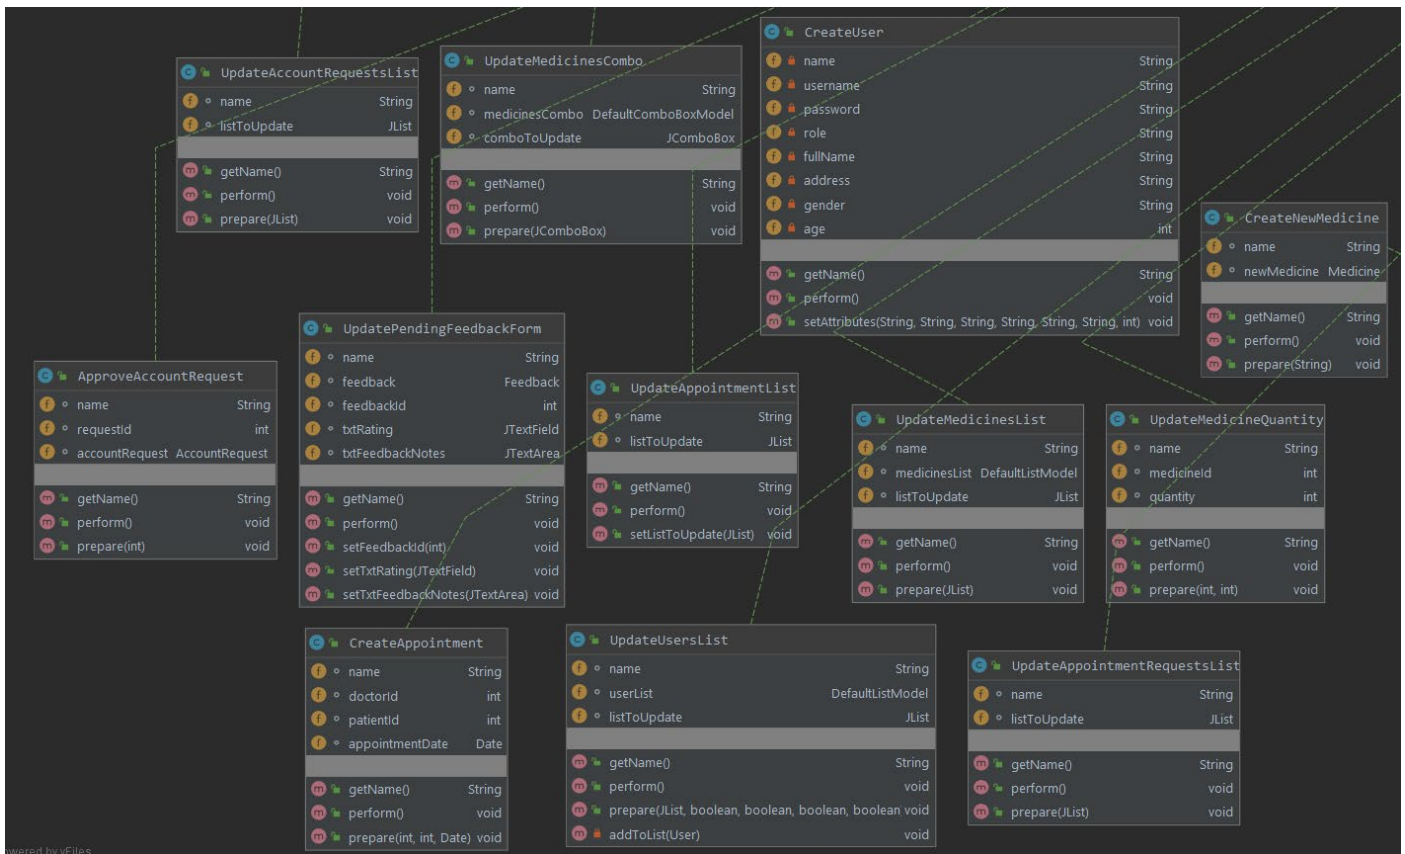 UpdateAccountRequestsList
name String
listToUpdate JList
getName() String
perform() void
prepare(JList) void
UpdateMedicinesCombo
name String
medicinesCombo DefaultComboBoxModel
comboToUpdate JComboBox
getName() String
perform() void
prepare(JComboBox) void
CreateUser
name String
username String
password String
role String
fullName String
address String
gender String
age int
getName() String
perform() void
setAttributes(String, String, String, String, String, String, int) void
CreateNewMedicine
name String
newMedicine Medicine
getName() String
perform() void
prepare(String) void
ApproveAccountRequest
name String
requestId int
accountRequest AccountRequest
getName() String
perform() void
prepare(int) void
UpdatePendingFeedbackForm
name String
feedback Feedback
feedbackId int
txtRating JTextField
txtFeedbackNotes JTextArea
getName() String
perform() void
setFeedbackId(int) void
setTxtRating(JTextField) void
setTxtFeedbackNotes(JTextArea) void
UpdateAppointmentList
name String
listToUpdate JList
getName() String
perform() void
setListToUpdate(JList) void
UpdateMedicinesList
name String
medicinesList DefaultListModel
listToUpdate JList
getName() String
perform() void
prepare(JList) void
UpdateMedicineQuantity
name String
medicineId int
quantity int
getName() String
perform() void
prepare(int, int) void
CreateAppointment
name String
doctorId int
patientId int
appointmentDate Date
getName() String
perform() void
prepare(int, int, Date) void
UpdateUsersList
name String
userList DefaultListModel
listToUpdate JList
getName() String
perform() void
prepare(JList, boolean, boolean, boolean, boolean void
addToList(User) void
UpdateAppointmentRequestsList
name String
listToUpdate JList
getName() String
perform() void
prepare(JList) void
owered by yFiles